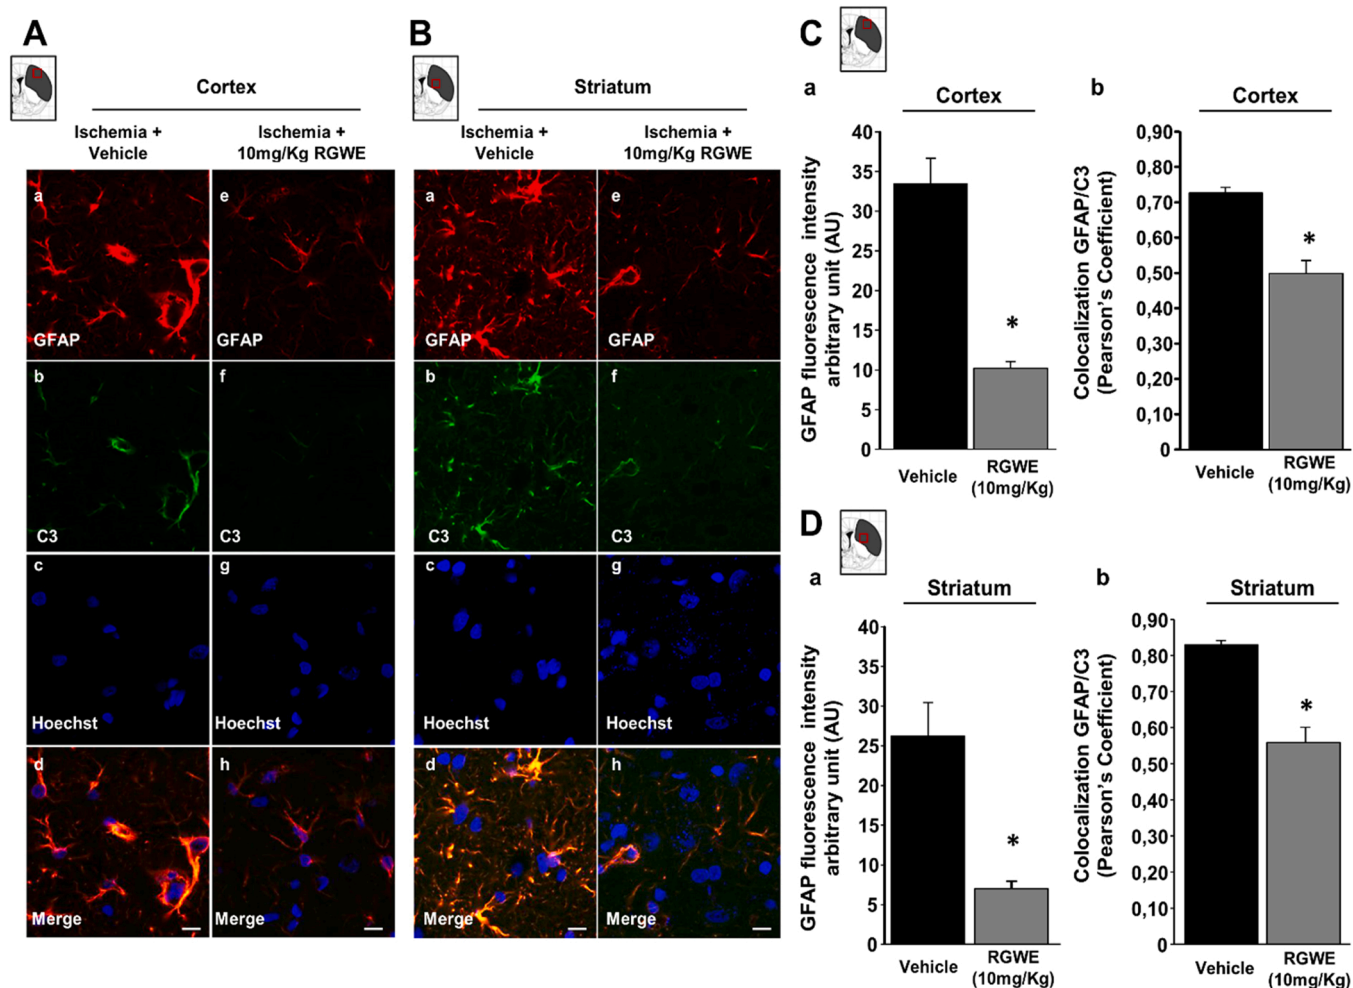 A
Cortex
Ischemia +
Vehicle
Ischemia +
10mg/Kg RGWE
a
GFAP
e
GFAP
b
C3
f
C3
c
Hoechst
g
Hoechst
d
Merge
h
Merge
B
Striatum
Ischemia +
Vehicle
Ischemia +
10mg/Kg RGWE
a
GFAP
e
GFAP
b
C3
f
C3
c
Hoechst
g
Hoechst
d
Merge
h
Merge
C
a
Cortex
GFAP fluorescence intensity
arbitrary unit (AU)
40
35
30
25
20
15
10
5
0
*
Vehicle
RGWE
(10mg/Kg)
b
Cortex
Colocalization GFAP/C3
(Pearson's Coefficient)
0,90
0,80
0,70
0,60
0,50
0,40
0,30
0,20
0,10
0
*
Vehicle
RGWE
(10mg/Kg)
D
a
Striatum
GFAP fluorescence intensity
arbitrary unit (AU)
40
35
30
25
20
15
10
5
0
*
Vehicle
RGWE
(10mg/Kg)
b
Striatum
Colocalization GFAP/C3
(Pearson's Coefficient)
0,90
0,80
0,70
0,60
0,50
0,40
0,30
0,20
0,10
0
*
Vehicle
RGWE
(10mg/Kg)